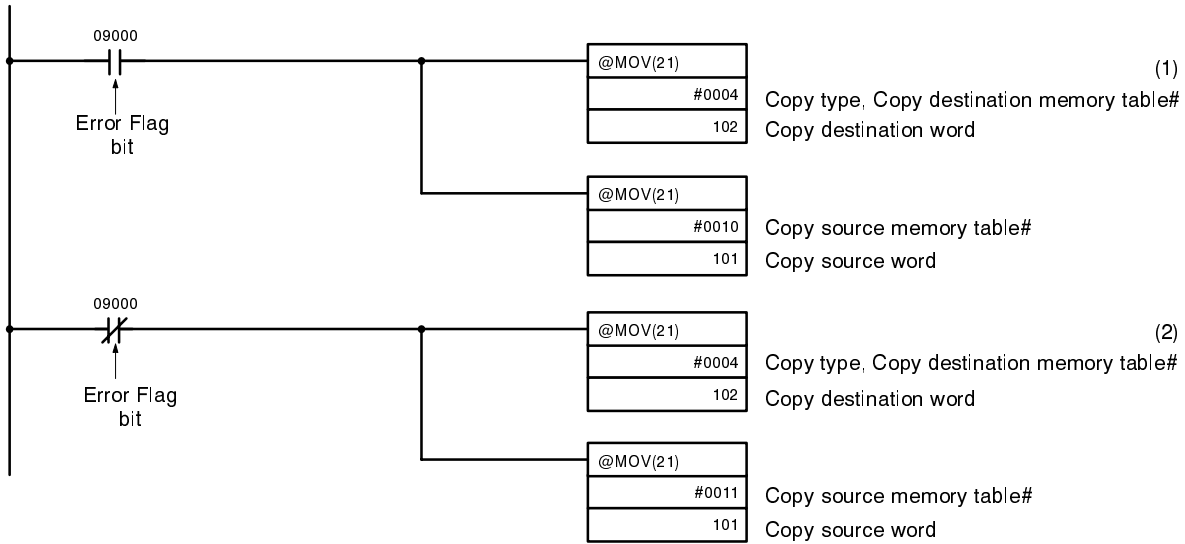 09000
Error Flag
bit
@MOV(21)
(1)
#0004
Copy type, Copy destination memory table#
102
Copy destination word
@MOV(21)
#0010
Copy source memory table#
101
Copy source word
09000
Error Flag
bit
@MOV(21)
(2)
#0004
Copy type, Copy destination memory table#
102
Copy destination word
@MOV(21)
#0011
Copy source memory table#
101
Copy source word